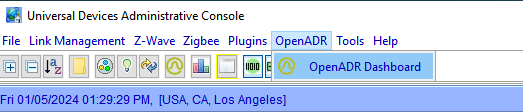 Universal Devices Administrative Console
File Link Management Z-Wave Zigbee Plugins OpenADR Tools Help
OpenADR Dashboard
Fri 01/05/2024 01:29:29 PM, [USA, CA, Los Angeles]